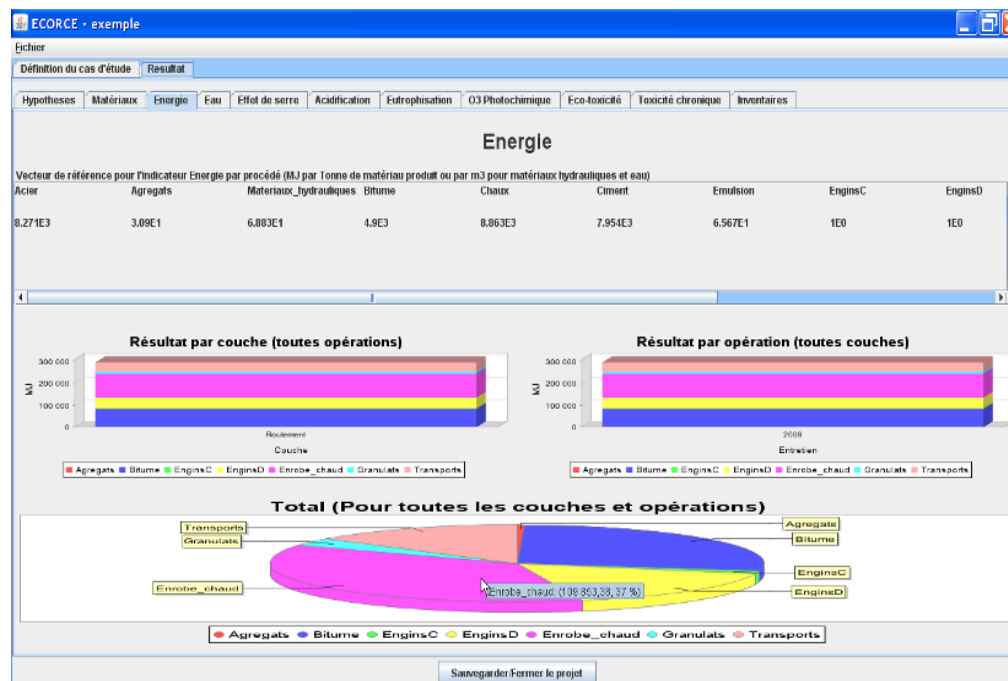 ECORCE - exemple
Fichier
Définition du cas d'étude Resultat
Hypotheses Matériaux Energie Eau Effet de serre Acidification Eutrophisation O3 Photochimique Eco-toxicité Toxicité chronique Inventaires
Energie
Vecteur de référence pour l'indicateur Energie par procédé (MJ par Tonne de matériau produit ou par m3 pour matériaux hydrauliques et eau)
Acier Agregats Materiaux_hydrauliques Bitume Chaux Ciment Emulsion EnginsC EnginsD
8.271E3 3.09E1 6.883E1 4.9E3 8.863E3 7.954E3 6.567E1 1E0 1E0
Résultat par couche (toutes opérations) Résultat par opération (toutes couches)
300 000 300 000
200 000 200 000
MJ MJ
100 000 100 000
0 0
Roulement 2008
Couche Entretien
Agregats Bitume EnginsC EnginsD Enrobe_chaud Granulats Transports Agregats Bitume EnginsC EnginsD Enrobe_chaud Granulats Transports
Total (Pour toutes les couches et opérations)
Transports Agregats
Granulats Bitume
EnginsC
Enrobe_chaud EnginsD
Enrobe_chaud: 37 %)
Agregats Bitume EnginsC EnginsD Enrobe_chaud Granulats Transports
Sauvegarder/Fermer le projet